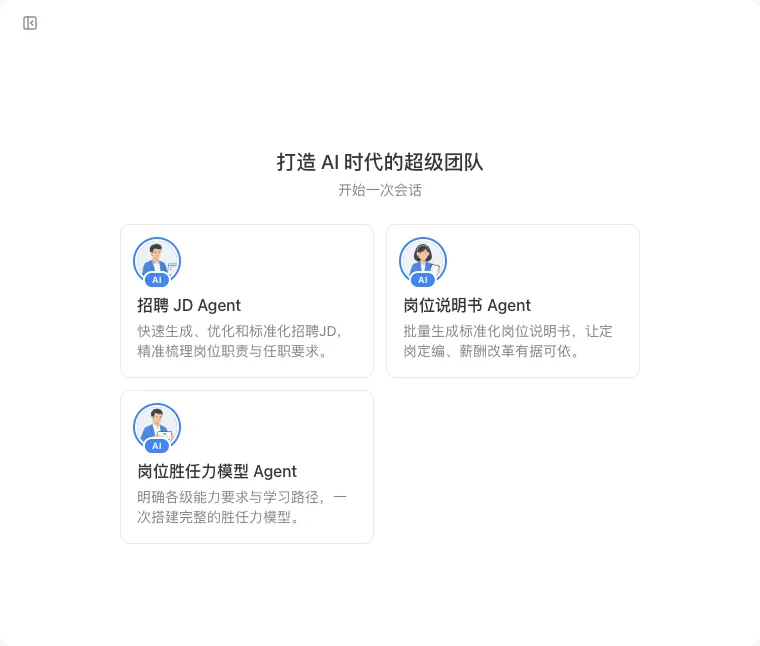 打造 AI 时代的超级团队
开始一次会话
AI
招聘 JD Agent
快速生成、优化和标准化招聘JD，
精准梳理岗位职责与任职要求。
AI
岗位说明书 Agent
批量生成标准化岗位说明书，让定
岗定编、薪酬改革有据可依。
AI
岗位胜任力模型 Agent
明确各级能力要求与学习路径，一
次搭建完整的胜任力模型。